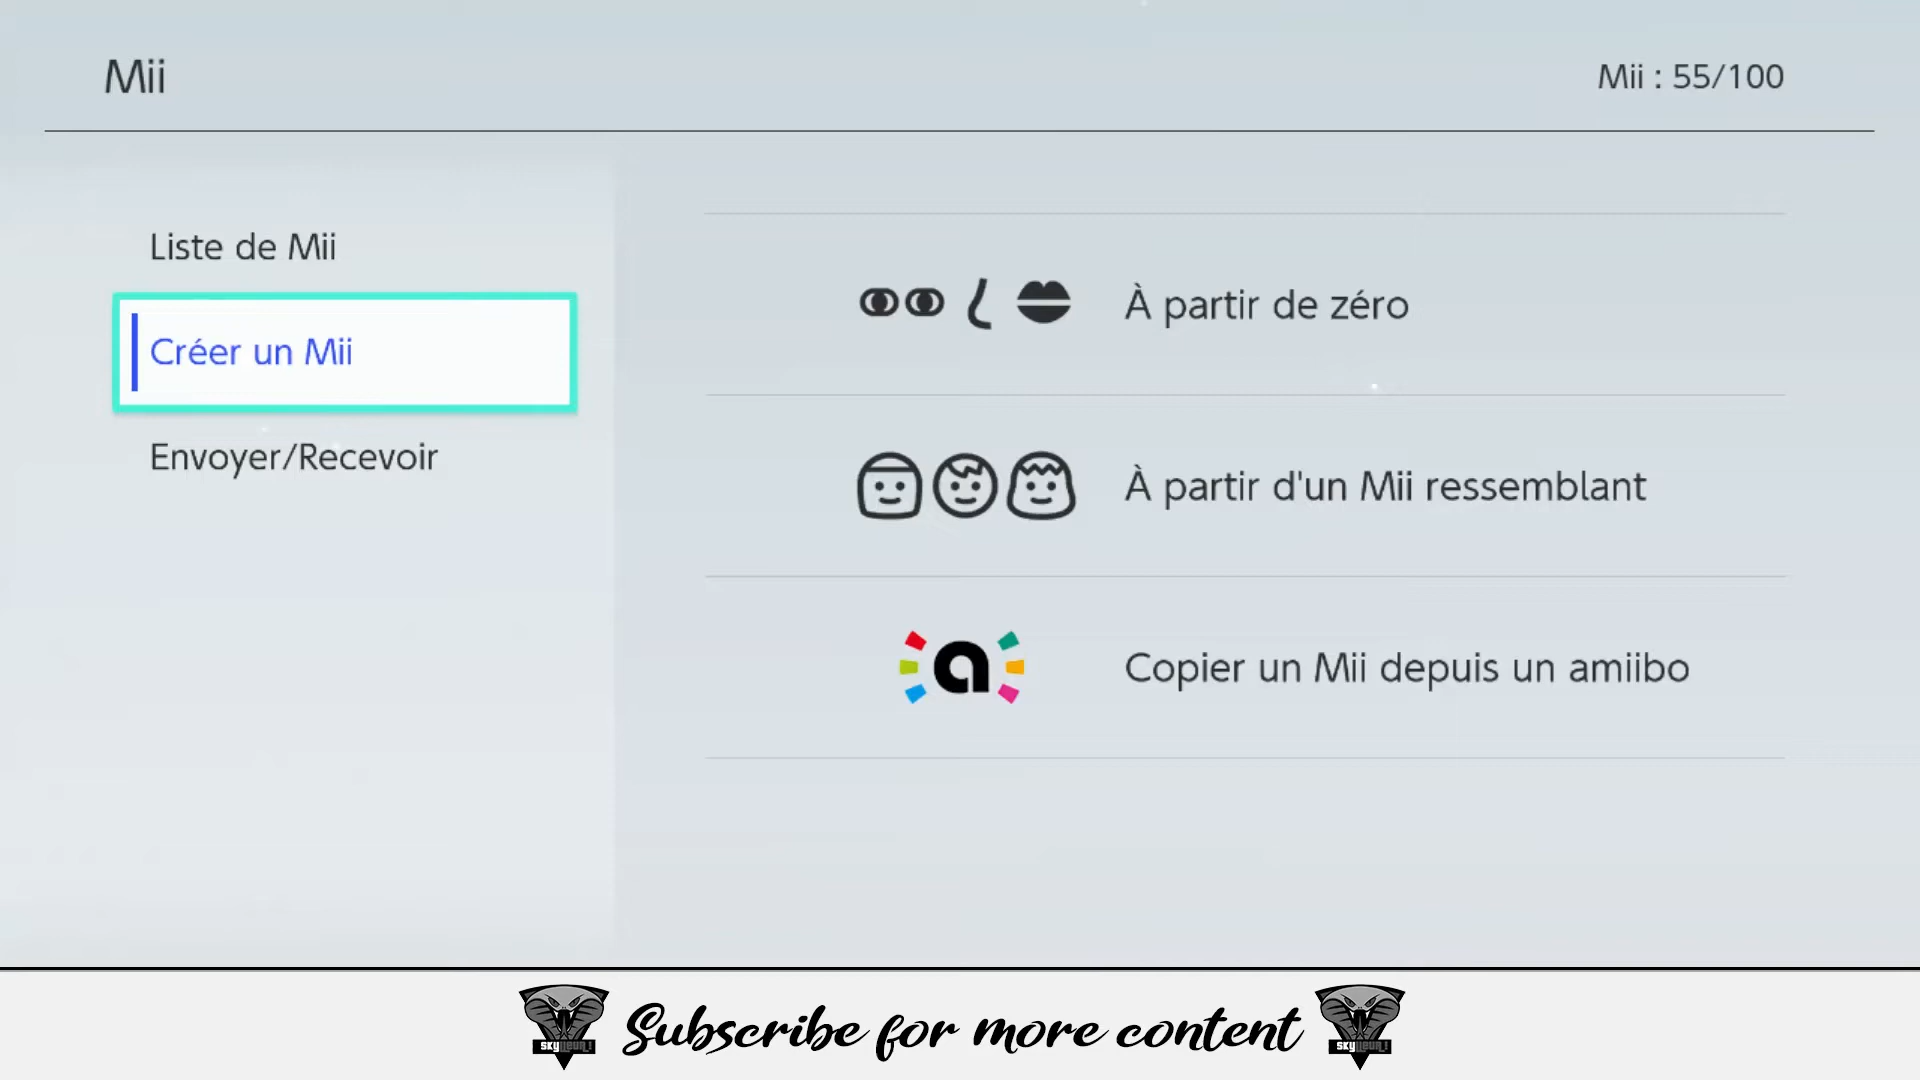 Mii
Mii : 55/100
Liste de Mii
Créer un Mii
Envoyer/Recevoir
À partir de zéro
À partir d'un Mii ressemblant
Copier un Mii depuis un amiibo
Subscribe for more content